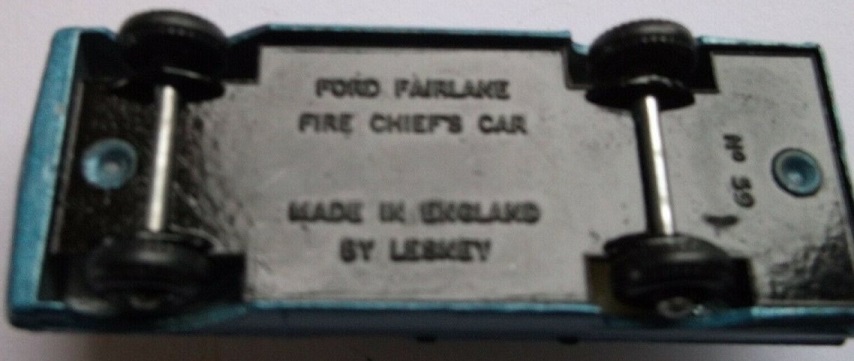 FORD FAIRLANE
FIRE CHIEF'S CAR
MADE IN ENGLAND
BY LESNEY
No 59